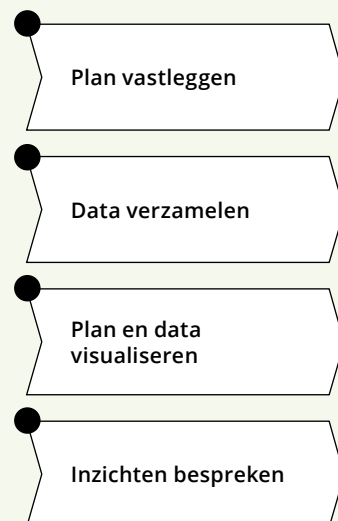 Plan vastleggen
Data verzamelen
Plan en data
visualiseren
Inzichten bespreken